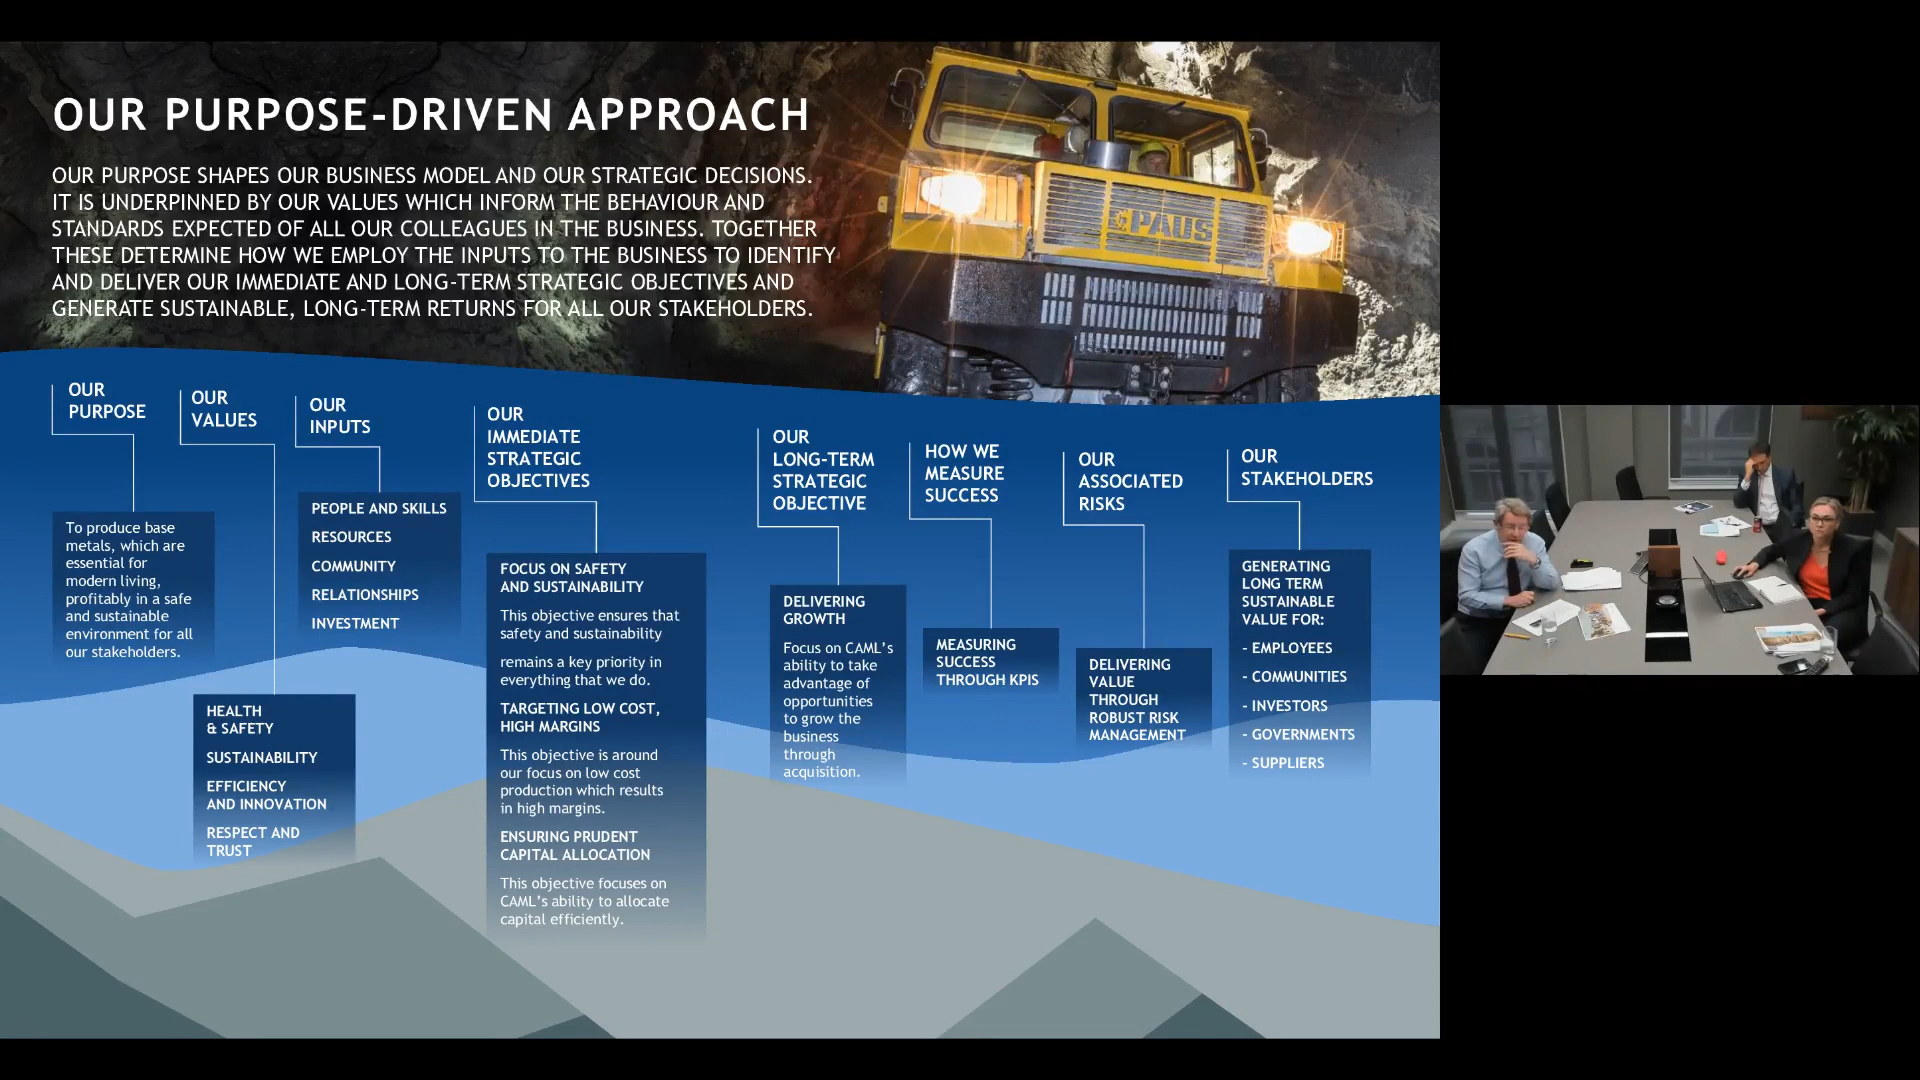 OUR PURPOSE-DRIVEN APPROACH
OUR PURPOSE SHAPES OUR BUSINESS MODEL AND OUR STRATEGIC DECISIONS.
IT IS UNDERPINNED BY OUR VALUES WHICH INFORM THE BEHAVIOUR AND
STANDARDS EXPECTED OF ALL OUR COLLEAGUES IN THE BUSINESS. TOGETHER
THESE DETERMINE HOW WE EMPLOY THE INPUTS TO THE BUSINESS TO IDENTIFY
AND DELIVER OUR IMMEDIATE AND LONG-TERM STRATEGIC OBJECTIVES AND
GENERATE SUSTAINABLE, LONG-TERM RETURNS FOR ALL OUR STAKEHOLDERS.
PAUS
OUR
PURPOSE
To produce base
metals, which are
essential for
modern living,
profitably in a safe
and sustainable
environment for all
our stakeholders.
OUR
VALUES
HEALTH
& SAFETY
SUSTAINABILITY
EFFICIENCY
AND INNOVATION
RESPECT AND
TRUST
OUR
INPUTS
PEOPLE AND SKILLS
RESOURCES
COMMUNITY
RELATIONSHIPS
INVESTMENT
OUR
IMMEDIATE
STRATEGIC
OBJECTIVES
FOCUS ON SAFETY
AND SUSTAINABILITY
This objective ensures that
safety and sustainability
remains a key priority in
everything that we do.
TARGETING LOW COST,
HIGH MARGINS
This objective is around
our focus on low cost
production which results
in high margins.
ENSURING PRUDENT
CAPITAL ALLOCATION
This objective focuses on
CAML's ability to allocate
capital efficiently.
OUR
LONG-TERM
STRATEGIC
OBJECTIVE
DELIVERING
GROWTH
Focus on CAML's
ability to take
advantage of
opportunities
to grow the
business
through
acquisition.
HOW WE
MEASURE
SUCCESS
MEASURING
SUCCESS
THROUGH KPIS
OUR
ASSOCIATED
RISKS
DELIVERING
VALUE
THROUGH
ROBUST RISK
MANAGEMENT
OUR
STAKEHOLDERS
GENERATING
LONG TERM
SUSTAINABLE
VALUE FOR:
- EMPLOYEES
- COMMUNITIES
- INVESTORS
- GOVERNMENTS
- SUPPLIERS